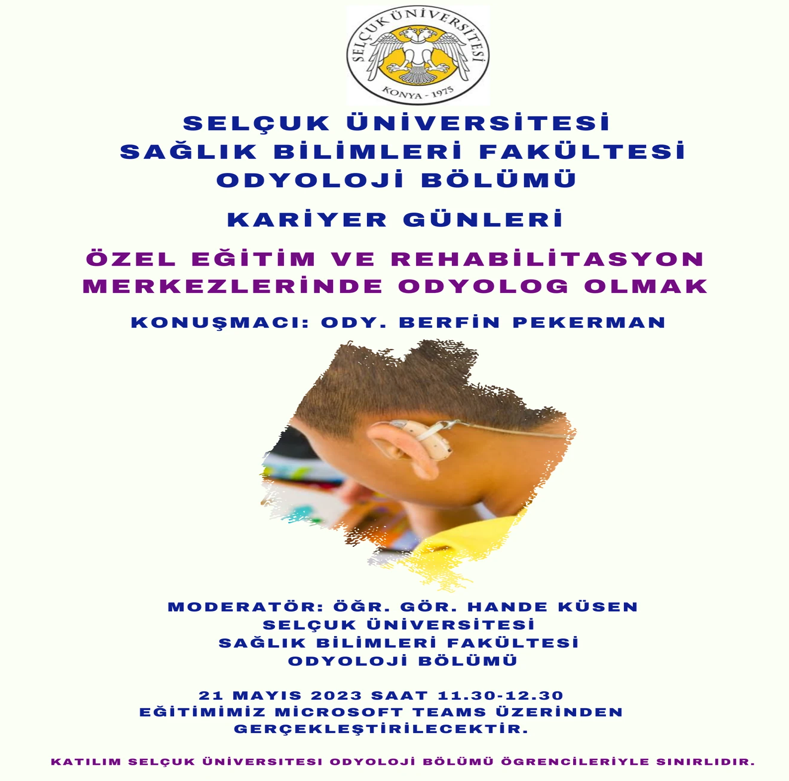 SELÇUK ÜNİVERSİTESİ
KONYA - 1975
SELÇUK ÜNİVERSİTESİ
SAĞLIK BİLİMLERİ FAKÜLTESİ
ODYOLOJİ BÖLÜMÜ
KARİYER GÜNLERİ
ÖZEL EĞİTİM VE REHABİLİTASYON
MERKEZLERİNDE ODYOLOG OLMAK
KONUŞMACI: ODY. BERFİN PEKERMAN
MODERATÖR: ÖĞR. GÖR. HANDE KÜSEN
SELÇUK ÜNİVERSİTESİ
SAĞLIK BİLİMLERİ FAKÜLTESİ
ODYOLOJİ BÖLÜMÜ
21 MAYIS 2023 SAAT 11.30-12.30
EĞİTİMİMİZ MİCROSOFT TEAMS ÜZERİNDEN
GERÇEKLEŞTİRİLECEKTİR.
KATILIM SELÇUK ÜNİVERSITESI ODYOLOJİ BÖLÜMÜ ÖGRENCİLERİYLE SINIRLIDIR.